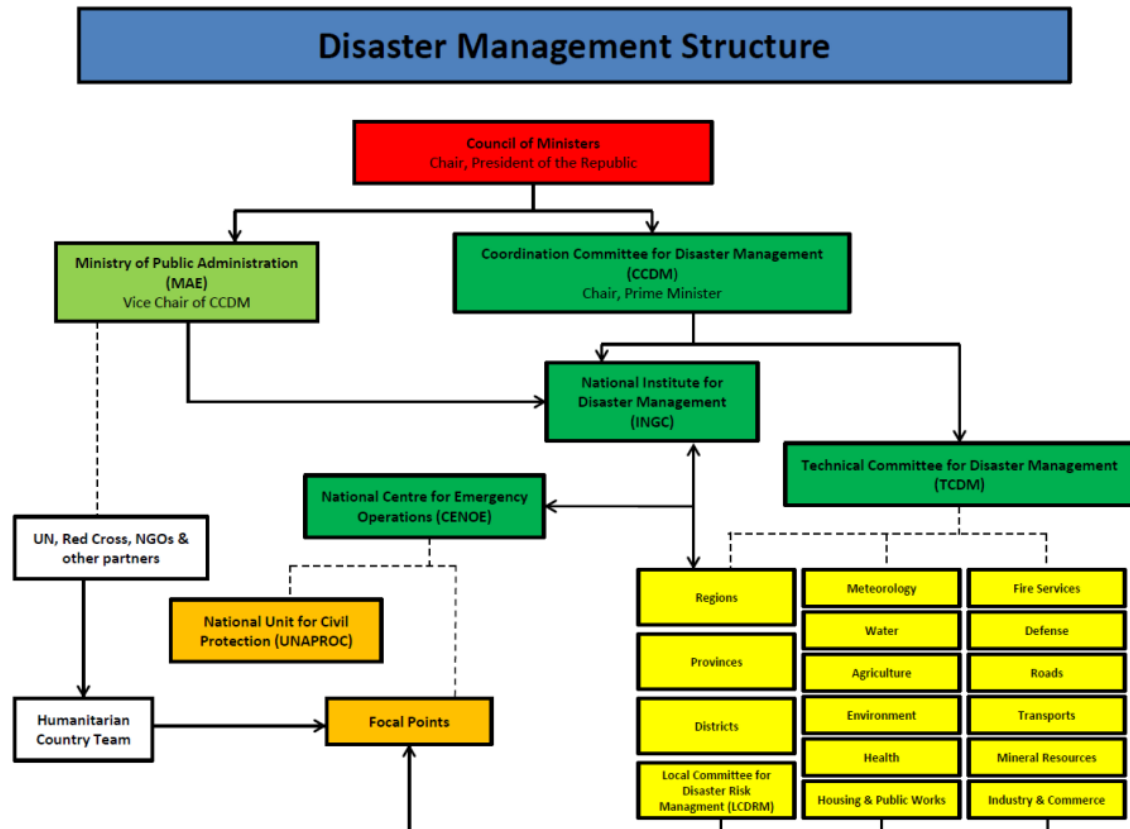 Disaster Management Structure
Council of Ministers
Chair, President of the Republic
Ministry of Public Administration
(MAE)
Vice Chair of CCDM
Coordination Committee for Disaster Management
(CCDM)
Chair, Prime Minister
National Institute for
Disaster Management
(INGC)
Technical Committee for Disaster Management
(TCDM)
National Centre for Emergency
Operations (CENOE)
UN, Red Cross, NGOs &
other partners
National Unit for Civil
Protection (UNAPROC)
Humanitarian
Country Team
Focal Points
Regions
Provinces
Districts
Local Committee for
Disaster Risk
Managment (LCDRM)
Meteorology
Water
Agriculture
Environment
Health
Housing & Public Works
Fire Services
Defense
Roads
Transports
Mineral Resources
Industry & Commerce